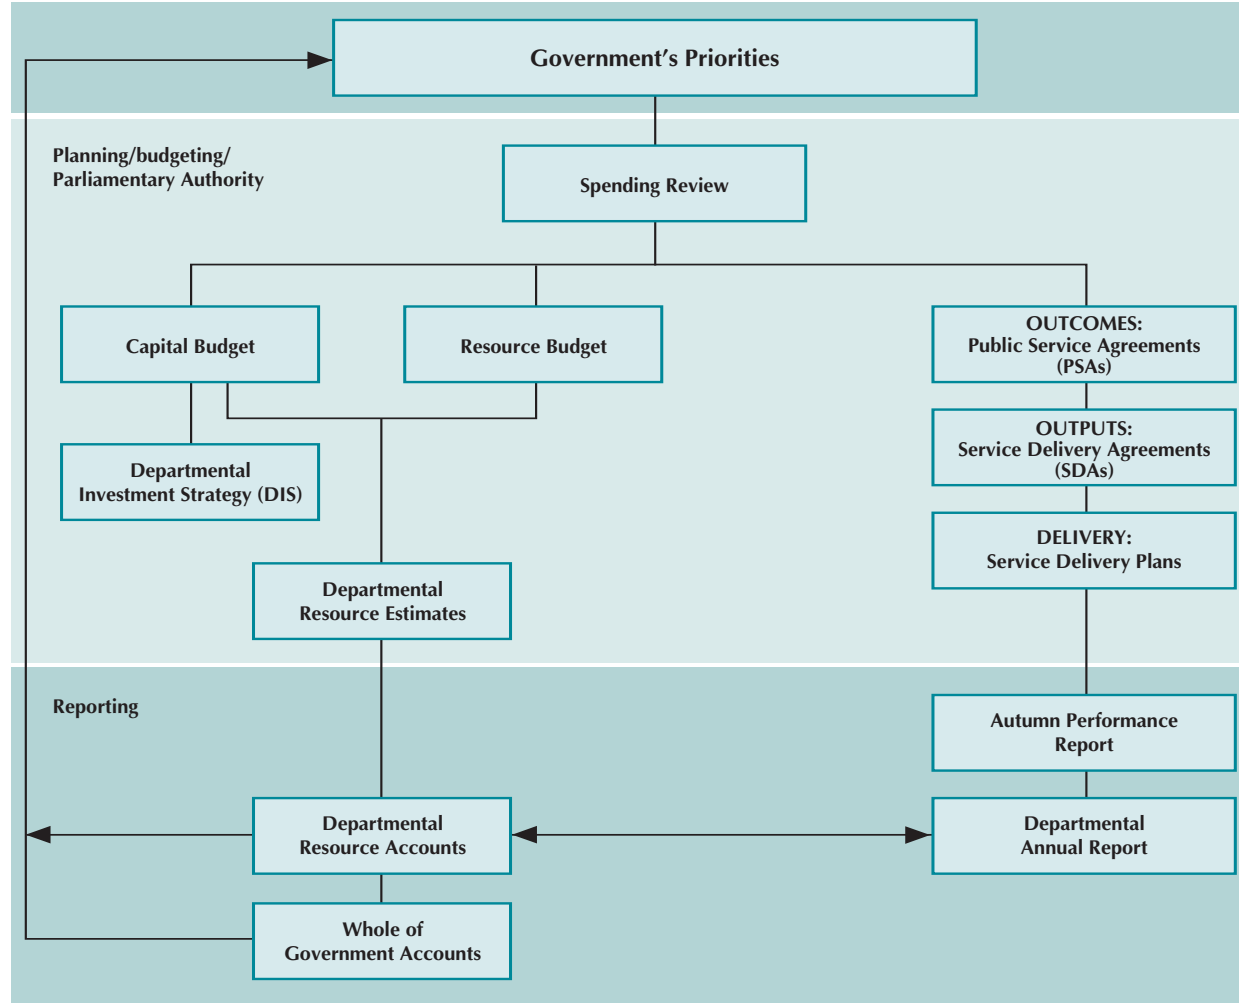 Government’s Priorities
Planning/budgeting/
Parliamentary Authority
Spending Review
Capital Budget
Resource Budget
OUTCOMES:
Public Service Agreements
(PSAs)
Departmental
Investment Strategy (DIS)
OUTPUTS:
Service Delivery Agreements
(SDAs)
DELIVERY:
Service Delivery Plans
Departmental
Resource Estimates
Reporting
Autumn Performance
Report
Departmental
Resource Accounts
Departmental
Annual Report
Whole of
Government Accounts